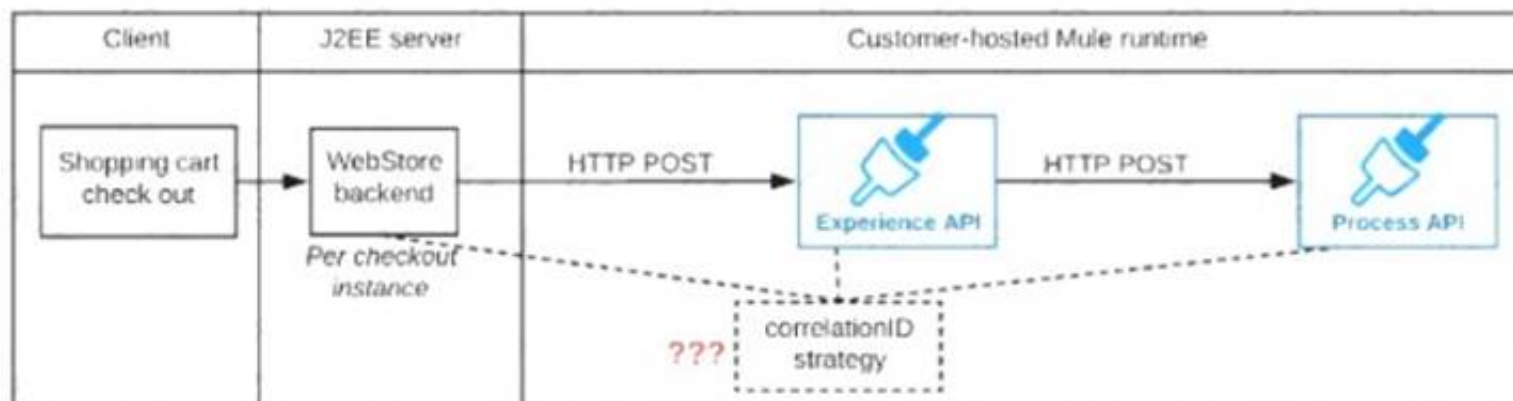 Client
J2EE server
Customer-hosted Mule runtime
Shopping cart
check out
WebStore
backend
HTTP POST
Experience API
HTTP POST
Process API
Per checkout
instance
correlationID
strategy
???